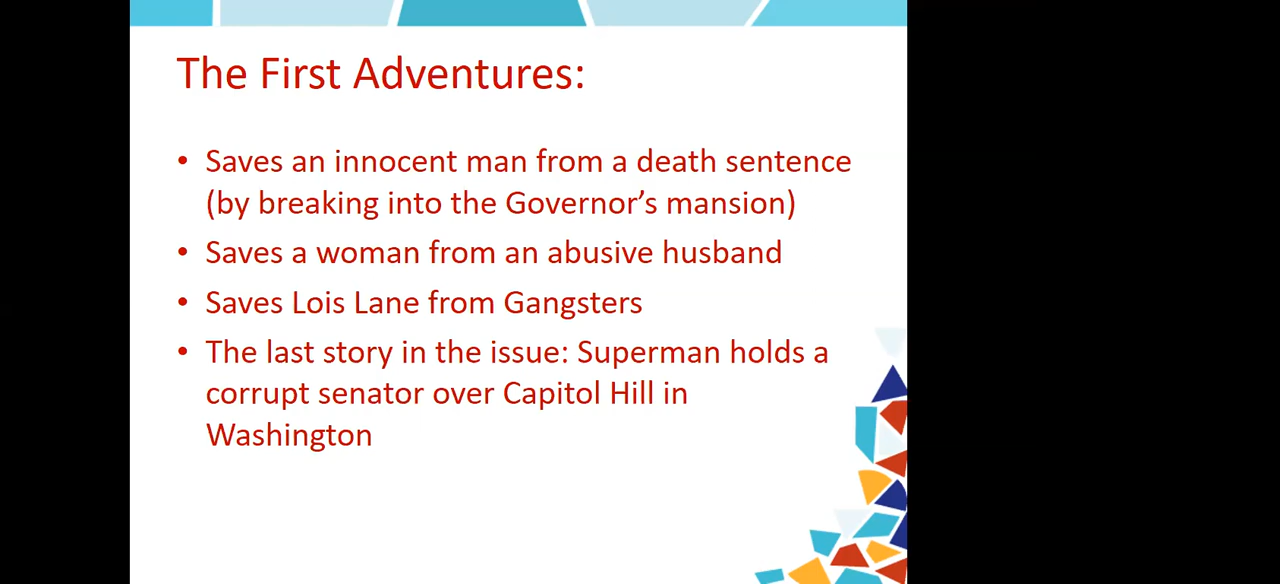 The First Adventures:
• Saves an innocent man from a death sentence
(by breaking into the Governor’s mansion)
• Saves a woman from an abusive husband
• Saves Lois Lane from Gangsters
• The last story in the issue: Superman holds a
corrupt senator over Capitol Hill in
Washington